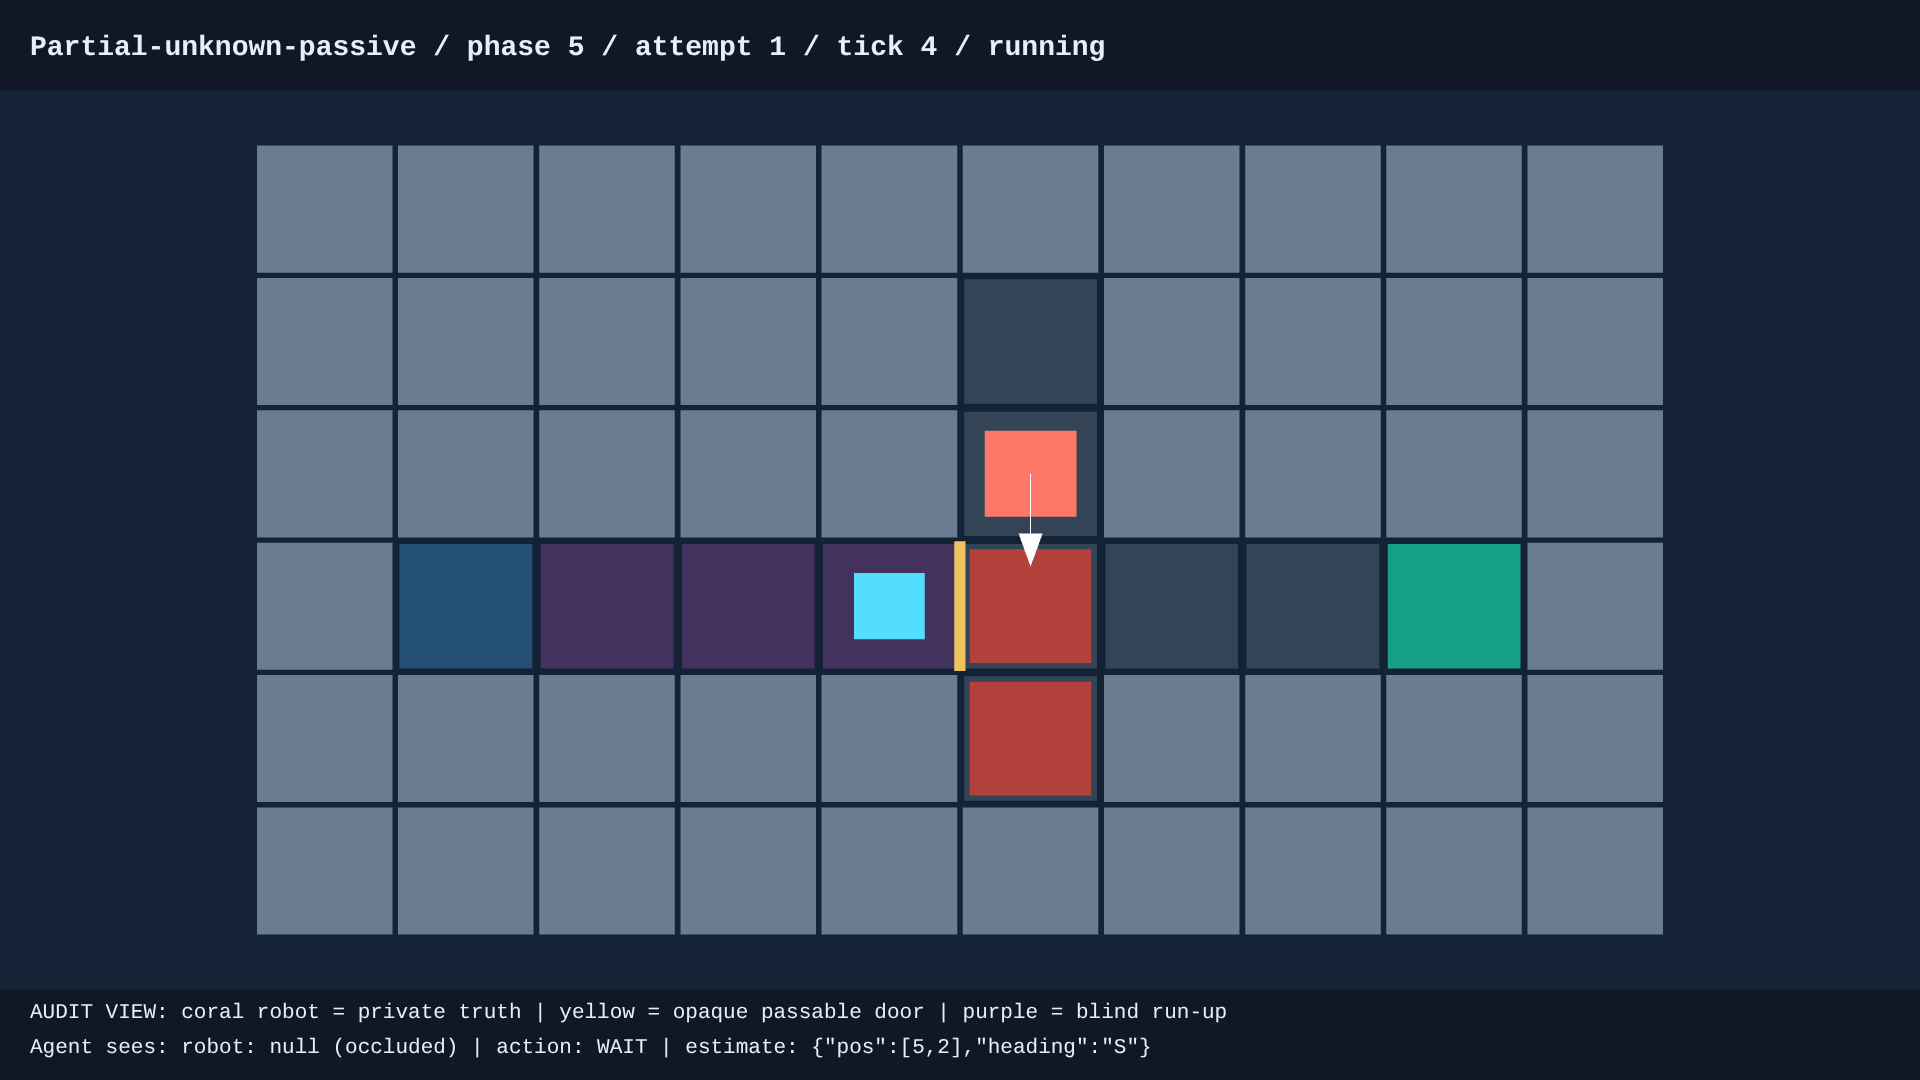 Partial-unknown-passive / phase 5 / attempt 1 / tick 4 / running
AUDIT VIEW: coral robot = private truth | yellow = opaque passable door | purple = blind run-up
Agent sees: robot: null (occluded) | action: WAIT | estimate: {"pos":[5,2],"heading":"S"}